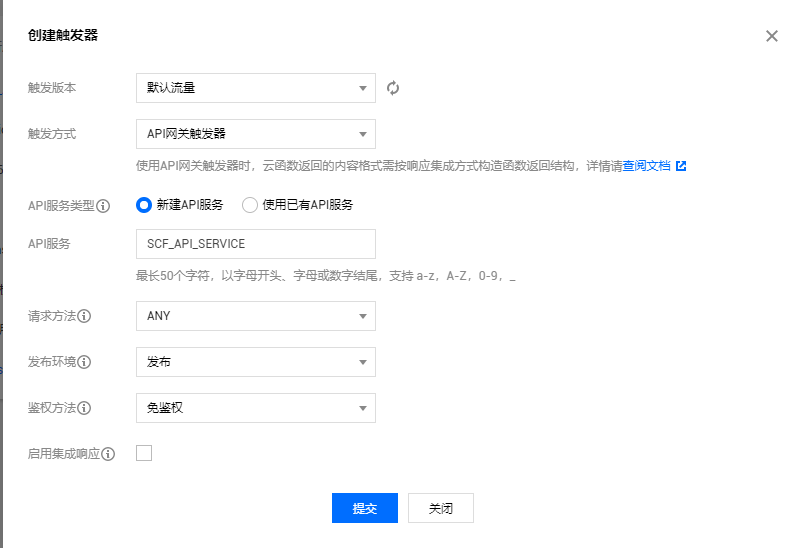 创建触发器
触发版本 默认流量
触发方式 API网关触发器
使用API网关触发器时，云函数返回的内容格式需按响应集成方式构造函数返回结构，详情请查阅文档
API服务类型 新建API服务 使用已有API服务
API服务 SCF_API_SERVICE
最长50个字符，以字母开头、字母或数字结尾，支持 a-z，A-Z，0-9，_
请求方法 ANY
发布环境 发布
鉴权方法 免鉴权
启用集成响应
提交 关闭